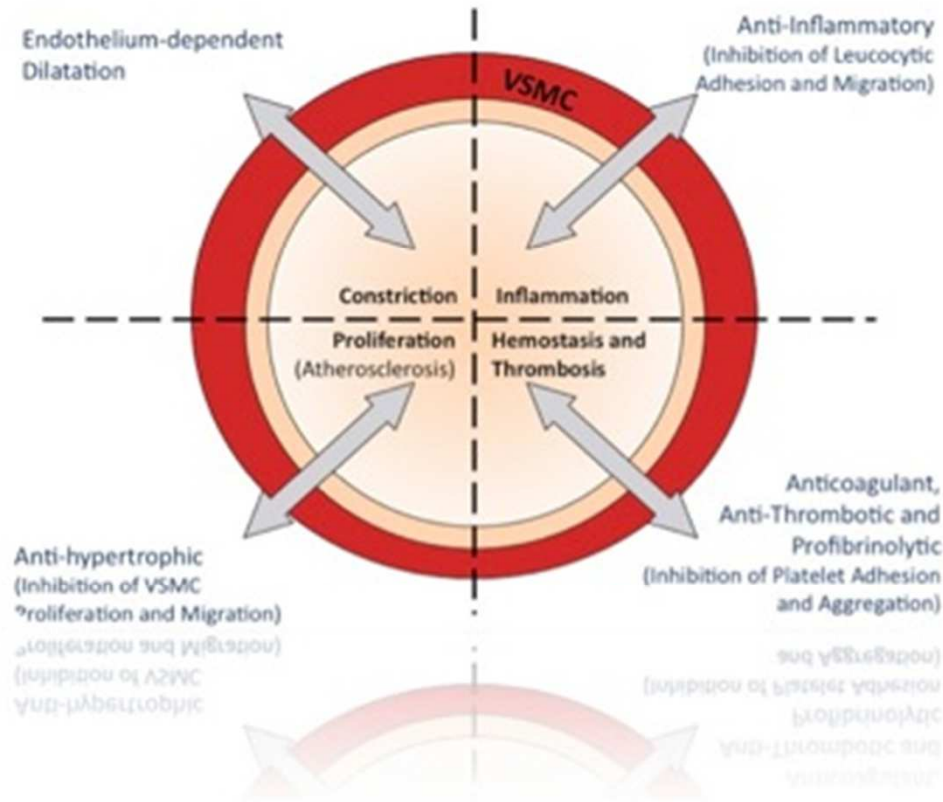 Endothelium-dependent
Dilatation
Anti-Inflammatory
(Inhibition of Leucocytic
Adhesion and Migration)
VSMC
Constriction
Inflammation
Proliferation
(Atherosclerosis)
Hemostasis and
Thrombosis
Anti-hypertrophic
(Inhibition of VSMC
Proliferation and Migration)
Anticoagulant,
Anti-Thrombotic and
Profibrinolytic
(Inhibition of Platelet Adhesion
and Aggregation)